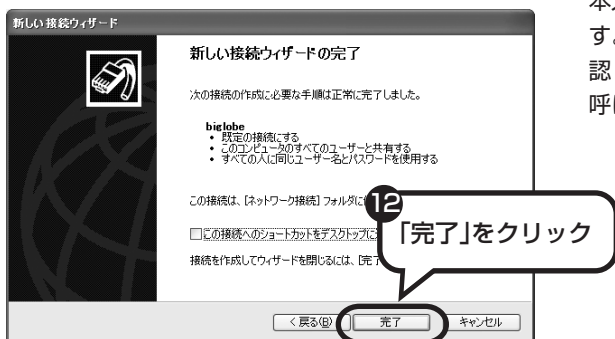 新しい接続ウィザード
新しい接続ウィザードの完了
次の接続の作成に必要な手順は正常に完了しました。
biglobe
• 既定の接続にする
• このコンピュータのすべてのユーザーと共有する
• すべての人に同じユーザー名とパスワードを使用する
この接続は、[ネットワーク接続] フォルダに
□この接続へのショートカットをデスクトップに
接続を作成してウィザードを閉じるには、[完了
12
「完了」をクリック
< 戻る(B)
完了
キャンセル
す。
認
呼